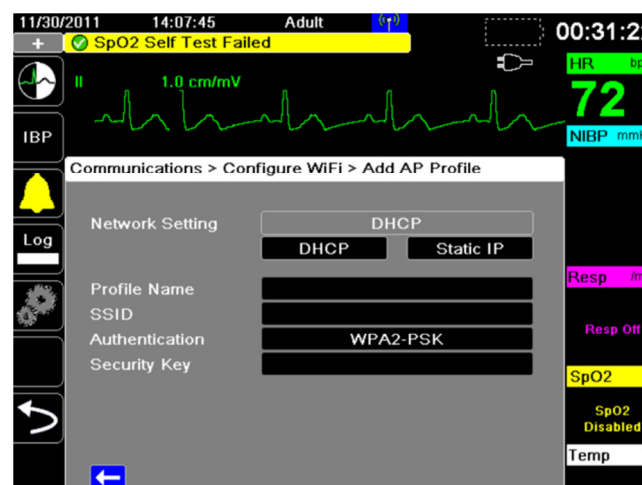 11/30/2011 14:07:45 Adult
00:31:2
+ SpO2 Self Test Failed
HR bp
II 1.0 cm/mV
72
IBP
NIBP mmH
Communications > Configure WiFi > Add AP Profile
Network Setting DHCP
DHCP Static IP
Log
Profile Name
Resp /m
SSID
Authentication WPA2-PSK
Resp Off
Security Key
SpO2
SpO2
Disabled
Temp